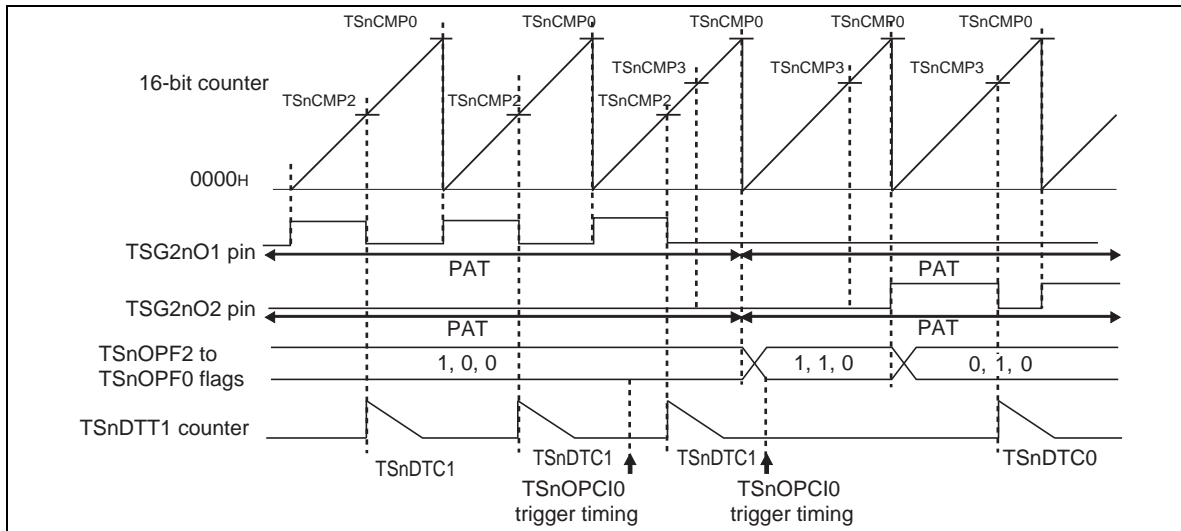 TSnCMP0 TSnCMP0 TSnCMP0 TSnCMP0 TSnCMP0
TSnCMP3 TSnCMP3 TSnCMP3
16-bit counter
TSnCMP2 TSnCMP2 TSnCMP2
0000H
TSG2nO1 pin
PAT PAT
TSG2nO2 pin
PAT PAT
TSnOPF2 to
TSnOPF0 flags
1, 0, 0 1, 1, 0 0, 1, 0
TSnDTT1 counter
TSnDTC1 TSnDTC1 TSnDTC1 TSnDTC0
TSnOPCI0 TSnOPCI0
trigger timing trigger timing